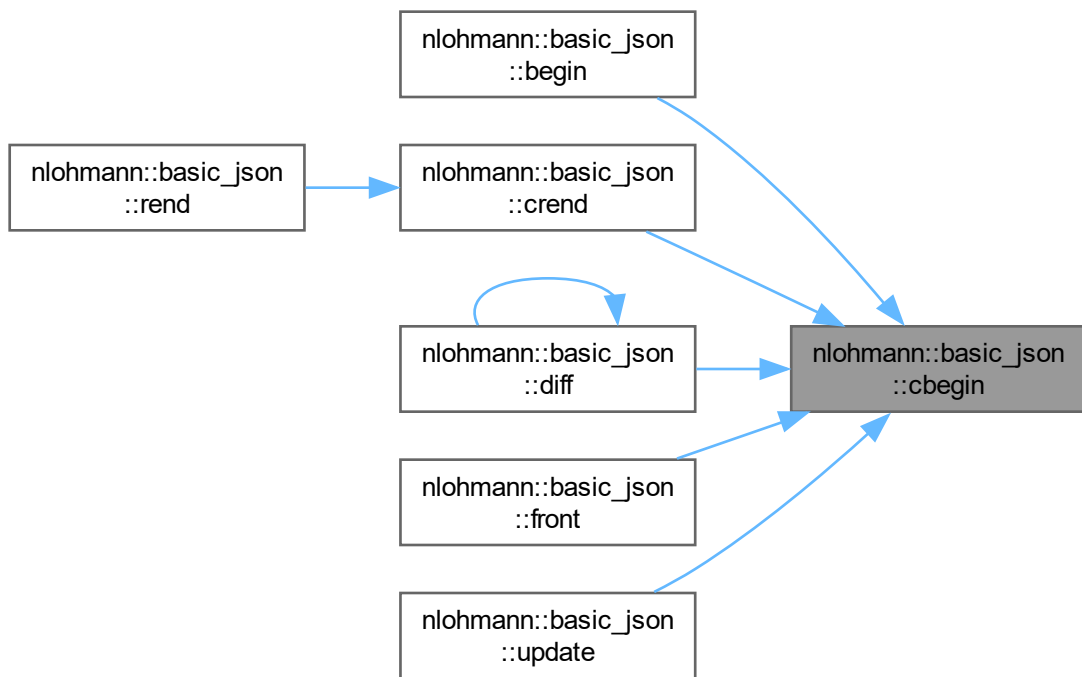 nlohmann::basic_json
::begin
nlohmann::basic_json
::rend
nlohmann::basic_json
::crend
nlohmann::basic_json
::diff
nlohmann::basic_json
::cbegin
nlohmann::basic_json
::front
nlohmann::basic_json
::update